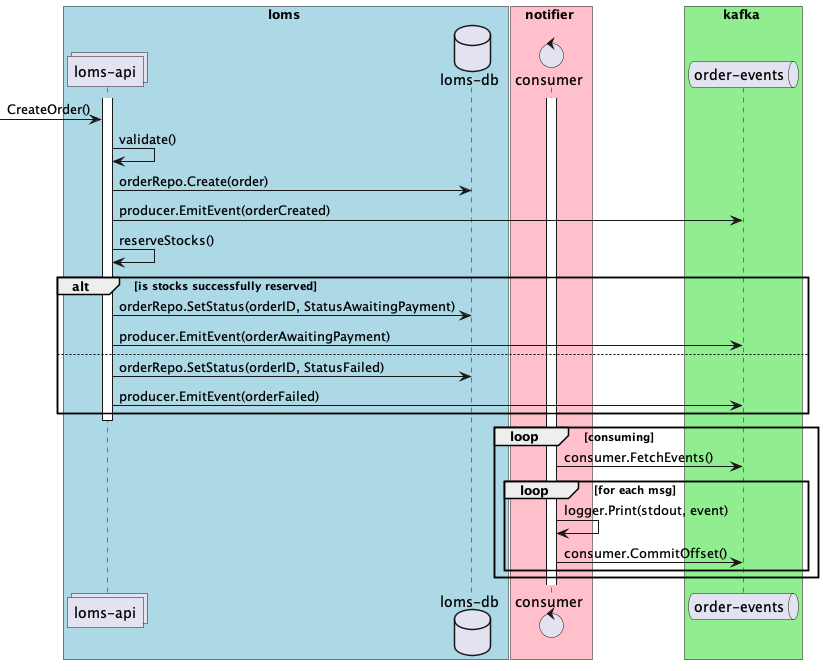 loms
notifier
kafka
loms-api
loms-db
consumer
order-events
CreateOrder()
validate()
orderRepo.Create(order)
producer.EmitEvent(orderCreated)
reserveStocks()
alt
[is stocks successfully reserved]
orderRepo.SetStatus(orderID, StatusAwaitingPayment)
producer.EmitEvent(orderAwaitingPayment)
orderRepo.SetStatus(orderID, StatusFailed)
producer.EmitEvent(orderFailed)
loop
[consuming]
consumer.FetchEvents()
loop
[for each msg]
logger.Print(stdout, event)
consumer.CommitOffset()
loms-api
loms-db
consumer
order-events